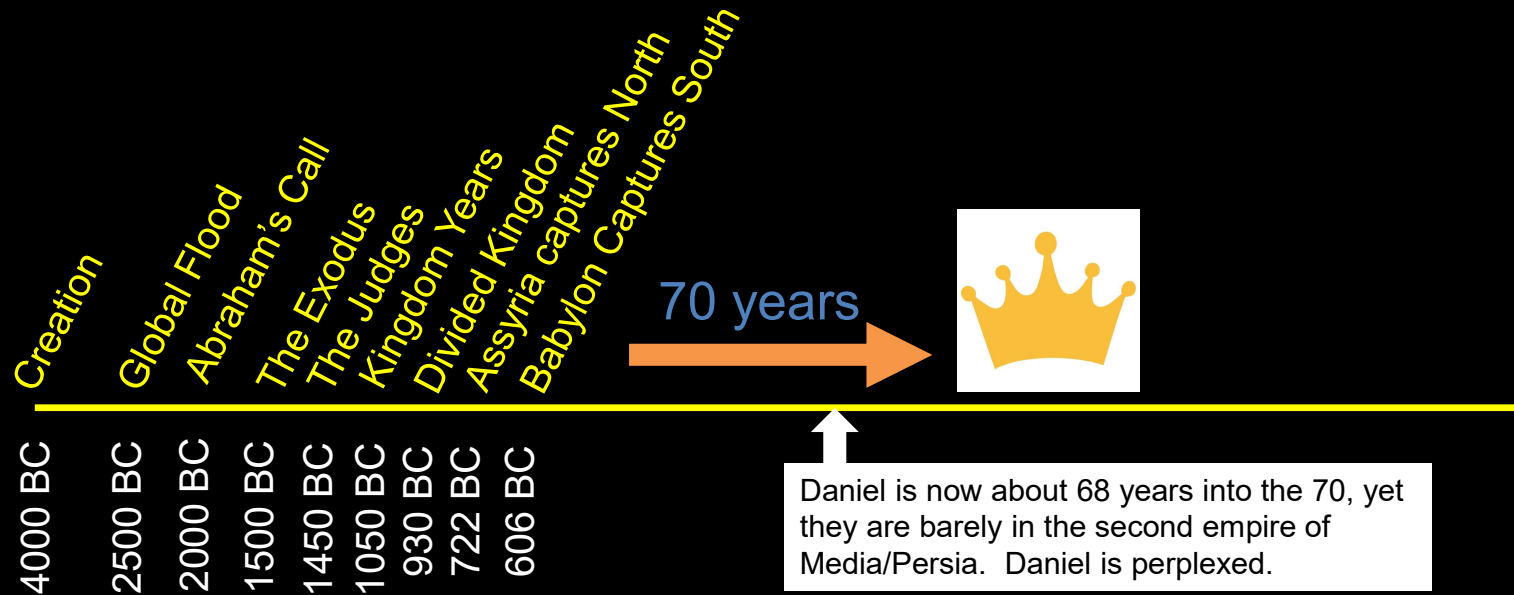 Creation
Global Flood
Abraham's Call
The Exodus
The Judges
Kingdom Years
Divided Kingdom
Assyria captures North
Babylon Captures South
70 years
4000 BC
2500 BC
2000 BC
1500 BC
1450 BC
1050 BC
930 BC
722 BC
606 BC
Daniel is now about 68 years into the 70, yet
they are barely in the second empire of
Media/Persia.  Daniel is perplexed.